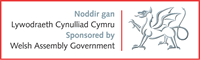 Noddir gan
Lywodraeth Cynulliad Cymru
Sponsored by
Welsh Assembly Government